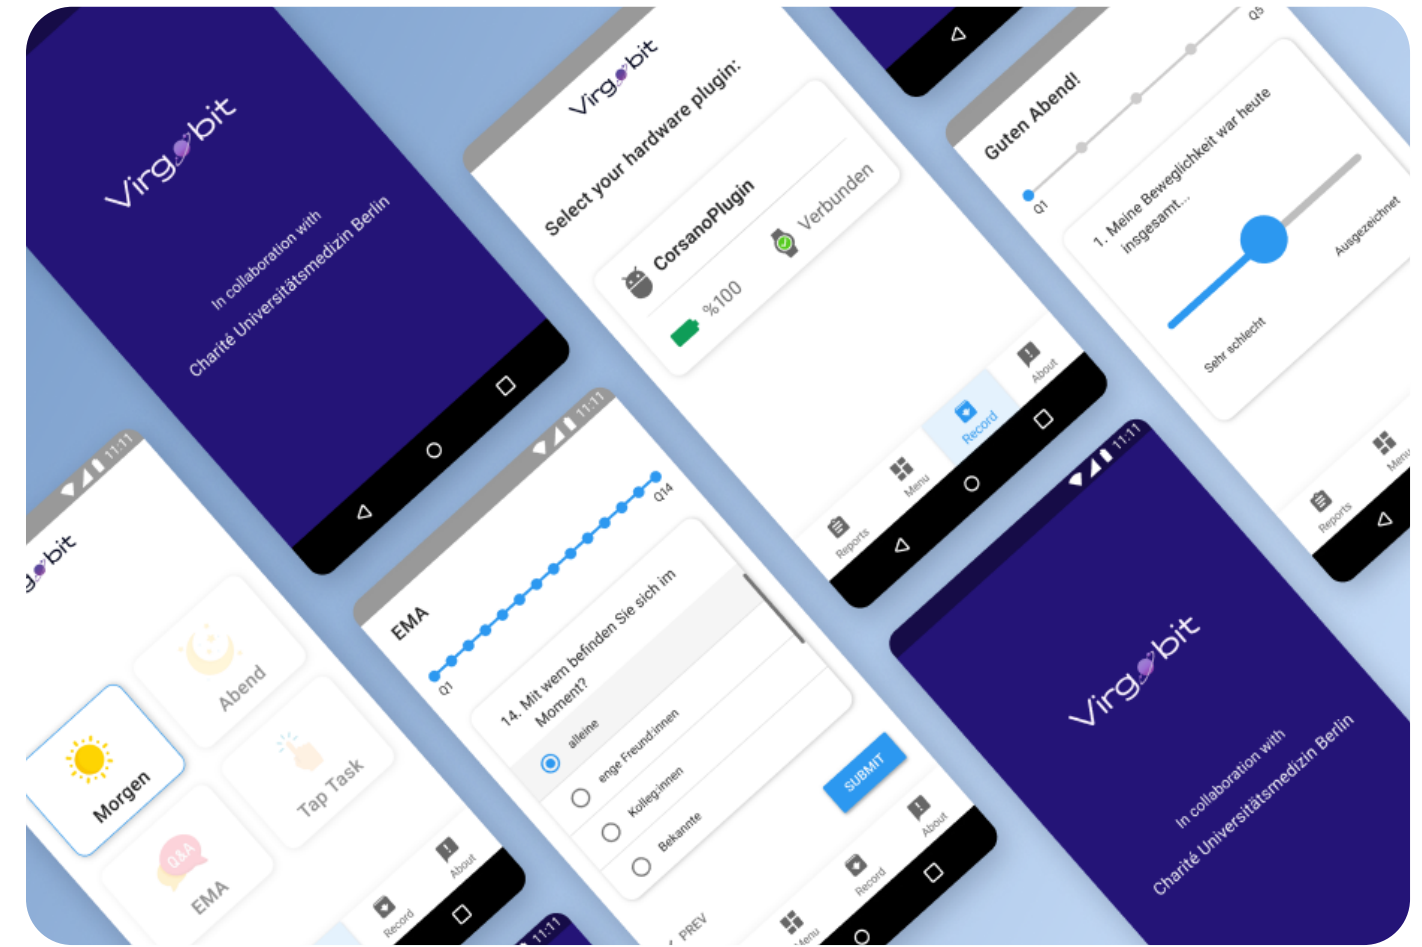 Virgobit
In collaboration with
Charité Universitätsmedizin Berlin
Virgobit
Select your hardware plugin:
CorsanoPlugin
%100
Verbunden
Reports
Menu
Record
About
Guten Abend!
Q1
Q5
1. Meine Beweglichkeit war heute
insgesamt...
Sehr schlecht
Ausgezeichnet
Reports
Menu
11:11
Morgen
Abend
Q&A
EMA
Tap Task
Record
About
11:11
EMA
Q1
Q14
14. Mit wem befinden Sie sich im
Moment?
alleine
enge Freund:innen
Kolleg:innen
Bekannte
PREV
SUBMIT
Record
About
11:11
Virgobit
In collaboration with
Charité Universitätsmedizin Berlin
11:11